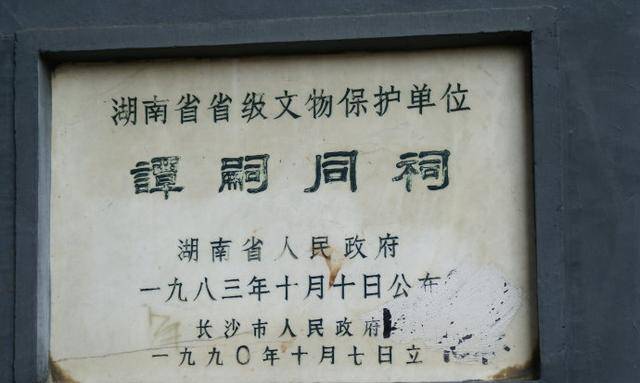 湖南省省级文物保护单位
譚嗣同祠
湖南省人民政府
一九八三年十月十日公布
长沙市人民政府
一九九〇年十月七日立